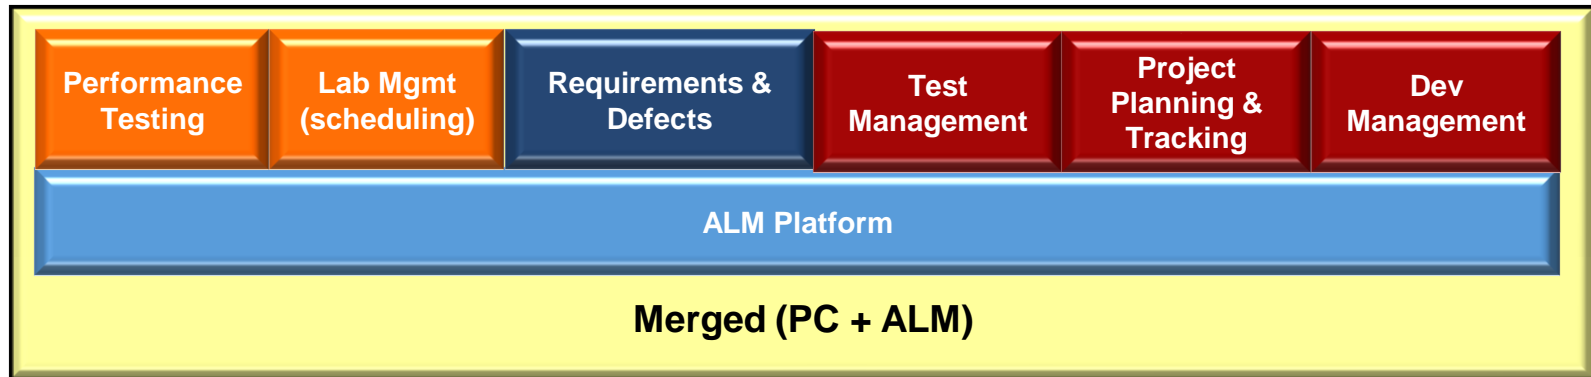 Performance
Testing
Lab Mgmt
(scheduling)
Requirements &
Defects
Test
Management
Project
Planning &
Tracking
Dev
Management
ALM Platform
Merged (PC + ALM)